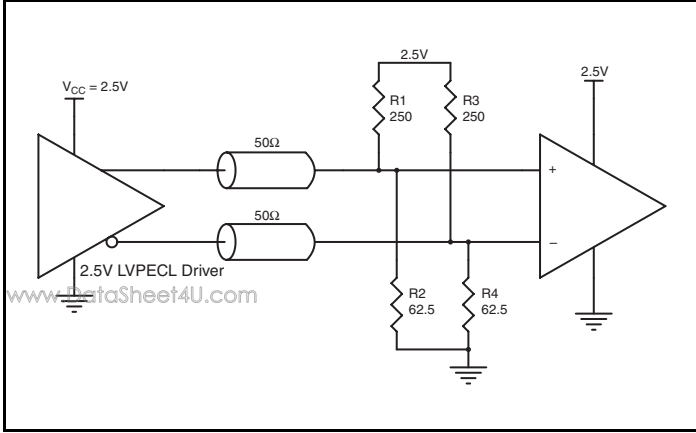 2.5V
2.5V
VCC = 2.5V
R1
250
R3
250
50Ω
+
50Ω
–
2.5V LVPECL Driver
www.DataSheet4U.com
R2
62.5
R4
62.5